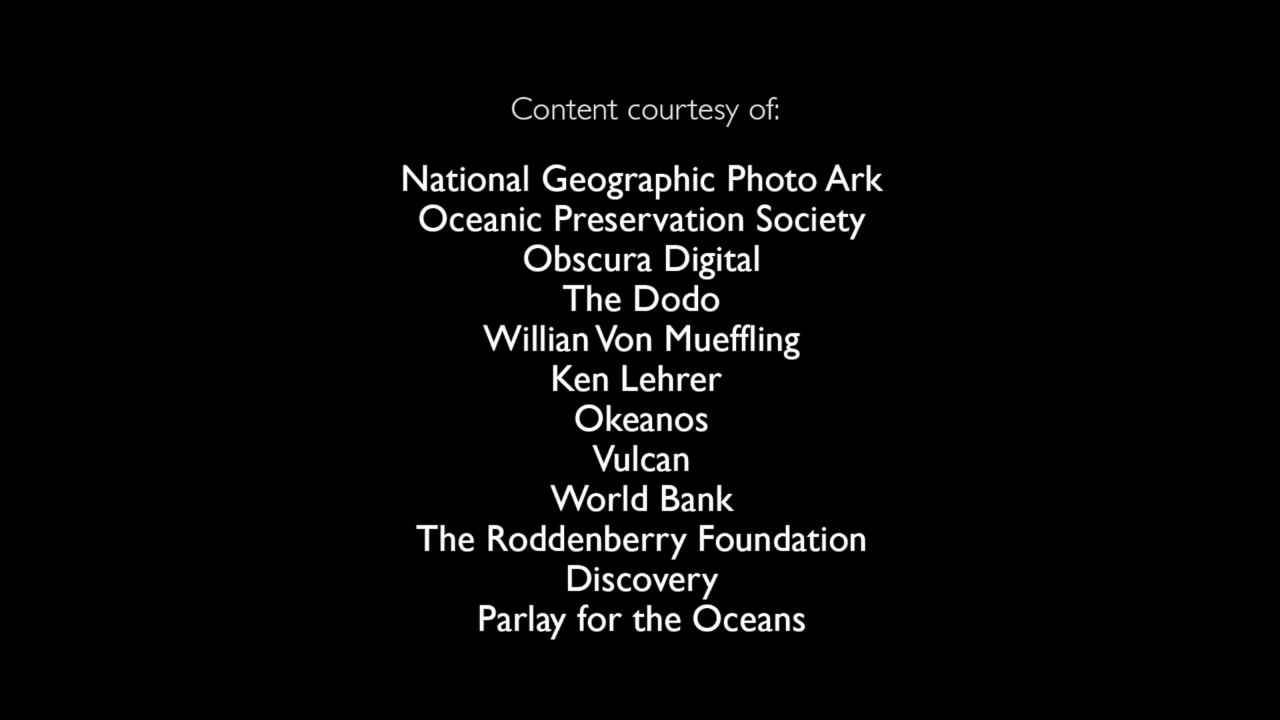 Content courtesy of:
National Geographic Photo Ark
Oceanic Preservation Society
Obscura Digital
The Dodo
Willian Von Mueffling
Ken Lehrer
Okeanos
Vulcan
World Bank
The Roddenberry Foundation
Discovery
Parlay for the Oceans